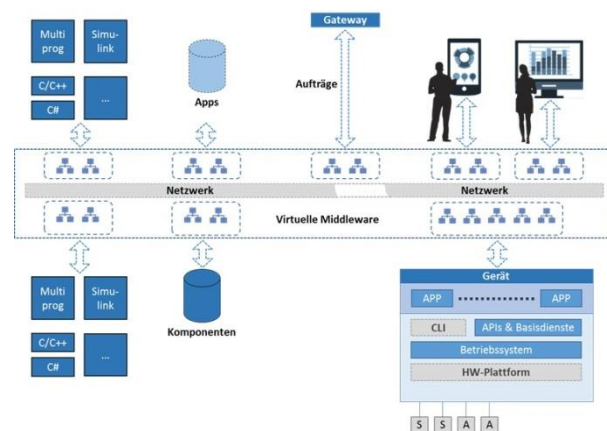 Multi
prog
Simu-
link
C/C++
C#
...
Apps
Gateway
Aufträge
Netzwerk
Netzwerk
Virtuelle Middleware
Multi
prog
Simu-
link
C/C++
C#
...
Komponenten
Gerät
APP
APP
CLI
APIs & Basisdienste
Betriebssystem
HW-Plattform
S
S
A
A